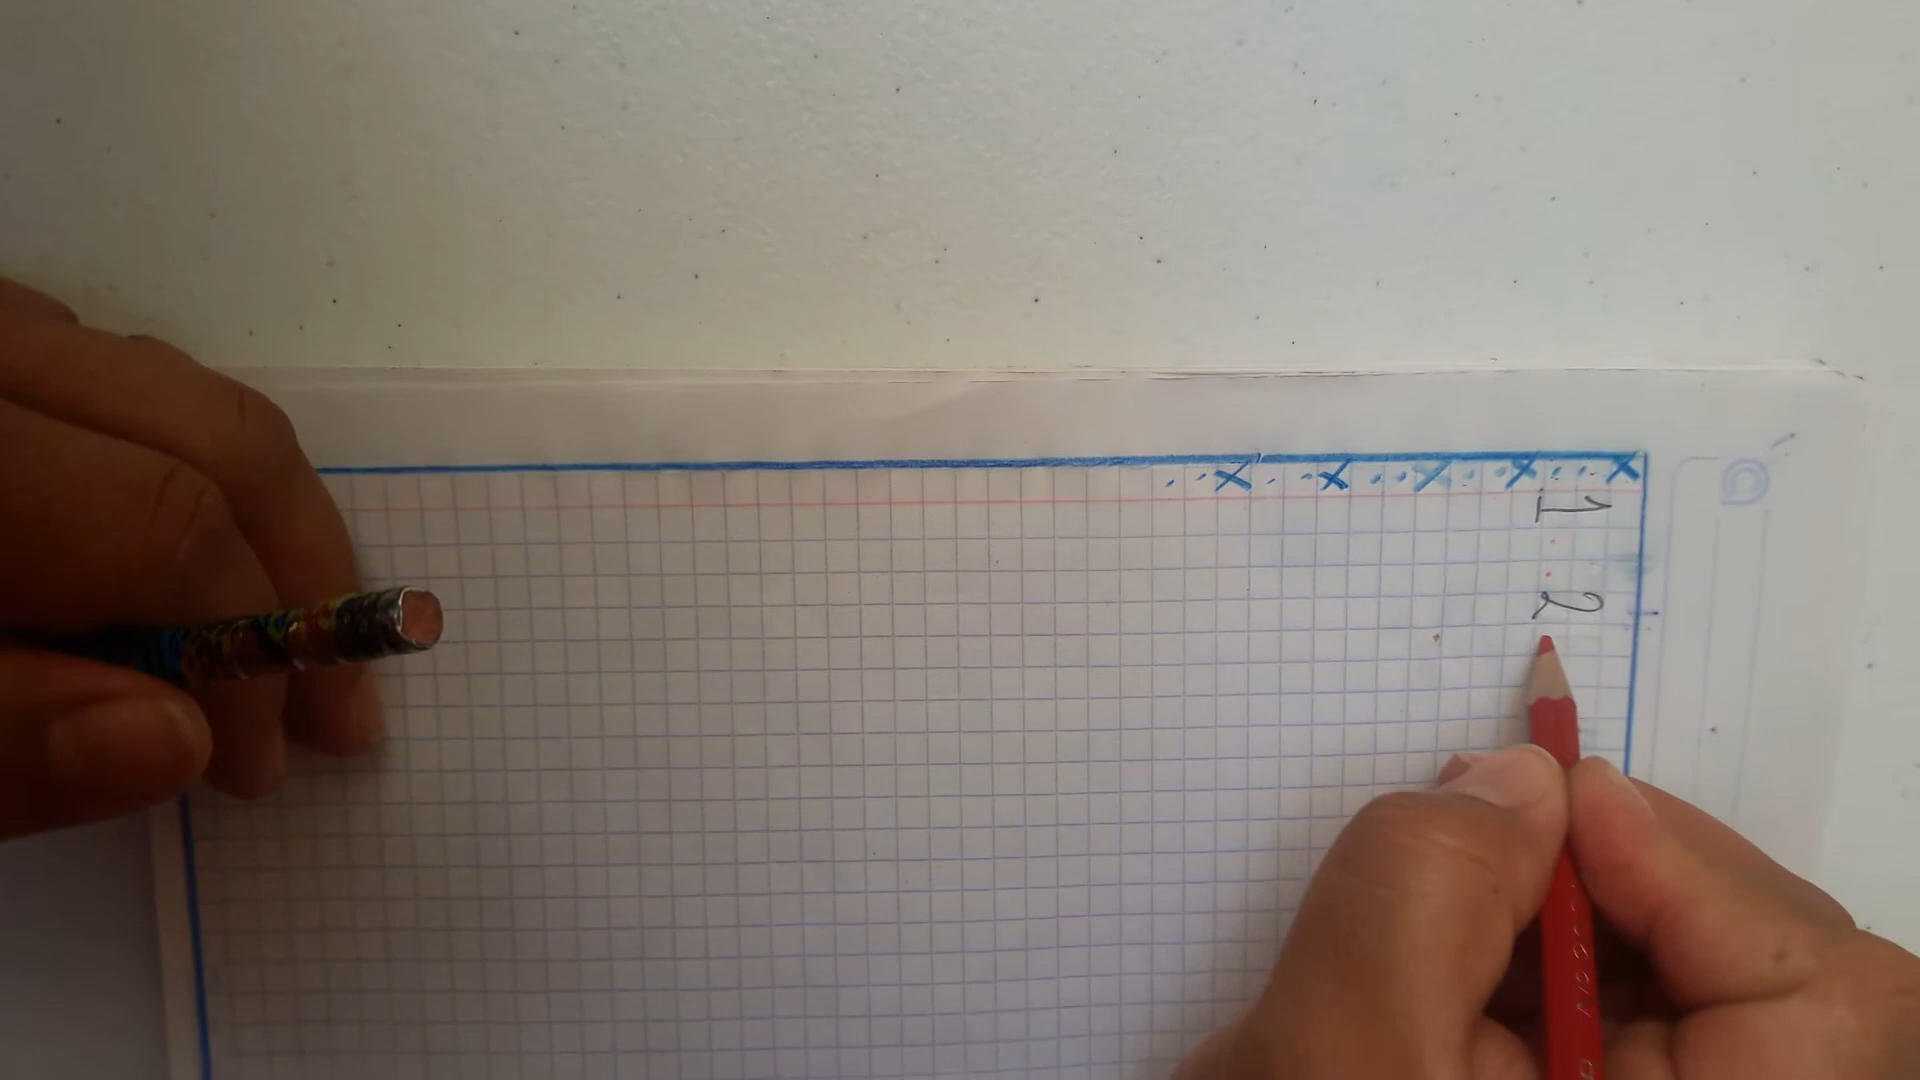 1 . . 2
x . . x . . x . . x . . x . .